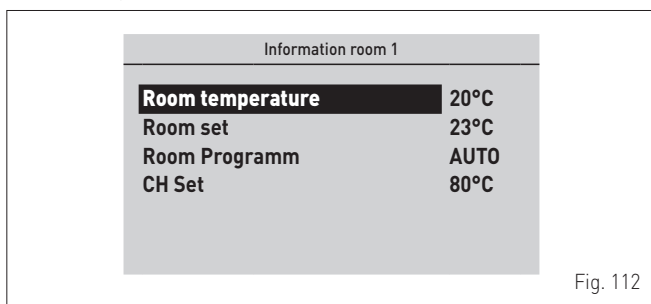 Information room 1
Room temperature 20°C
Room set 23°C
Room Programm AUTO
CH Set 80°C
Fig. 112